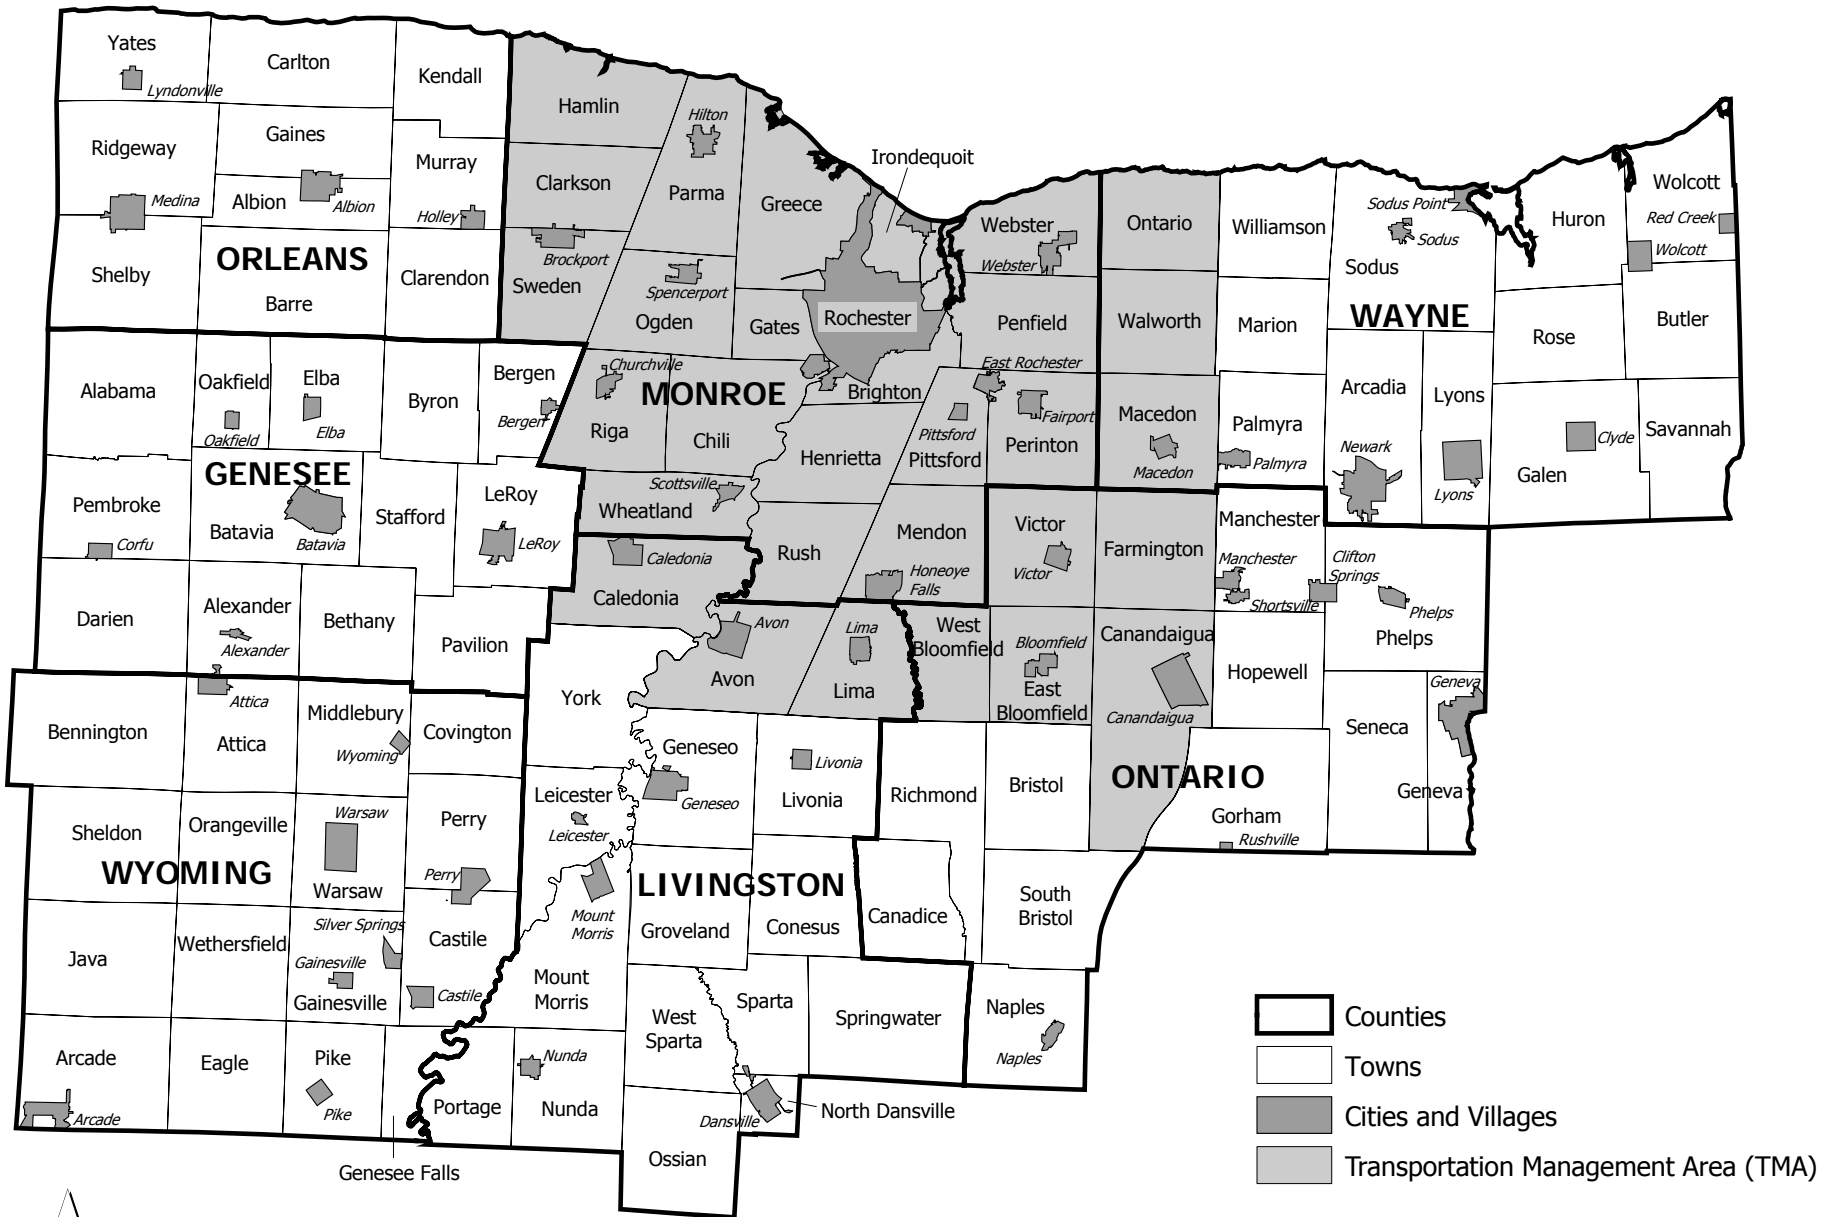 Yates
Lyndonville
Carlton
Kendall
Ridgeway
Gaines
Murray
Medina
Albion
Albion
Holley
Shelby
ORLEANS
Barre
Clarendon
Hamlin
Clarkson
Brockport
Sweden
Hilton
Parma
Spencerport
Ogden
Greece
Gates
Irondequoit
Rochester
Webster
Webster
Penfield
East Rochester
Churchville
MONROE
Riga
Chili
Brighton
Henrietta
Pittsford
Pittsford
Fairport
Perinton
Scottsville
Wheatland
Rush
Mendon
Honeoye
Falls
Ontario
Williamson
Walworth
Marion
Macedon
Macedon
Palmyra
Palmyra
Sodus Point
Sodus
Sodus
WAYNE
Huron
Wolcott
Red Creek
Wolcott
Rose
Butler
Arcadia
Lyons
Newark
Lyons
Clyde
Galen
Savannah
Alabama
Oakfield
Oakfield
Elba
Elba
Byron
Bergen
Bergen
GENESEE
Pembroke
Corfu
Batavia
Batavia
Stafford
LeRoy
LeRoy
Darien
Alexander
Alexander
Bethany
Pavilion
Caledonia
Caledonia
Avon
Avon
Lima
Lima
York
Victor
Victor
Farmington
Manchester
Manchester
Shortsville
Clifton
Springs
Phelps
Phelps
West
Bloomfield
Bloomfield
East
Bloomfield
Canandaigua
Canandaigua
Hopewell
Seneca
Geneva
Geneva
ONTARIO
Gorham
Rushville
Richmond
Bristol
Canadice
South
Bristol
Naples
Naples
Bennington
Attica
Attica
Middlebury
Wyoming
Covington
Sheldon
Orangeville
Warsaw
Warsaw
Perry
Perry
WYOMING
Java
Wethersfield
Silver Springs
Gainesville
Gainesville
Castile
Castile
Arcade
Arcade
Eagle
Pike
Pike
Genesee Falls
Geneseo
Geneseo
Livonia
Livonia
Leicester
Leicester
LIVINGSTON
Mount
Morris
Mount
Morris
Groveland
Conesus
West
Sparta
Sparta
Springwater
Portage
Nunda
Nunda
Dansville
North Dansville
Ossian
Counties
Towns
Cities and Villages
Transportation Management Area (TMA)